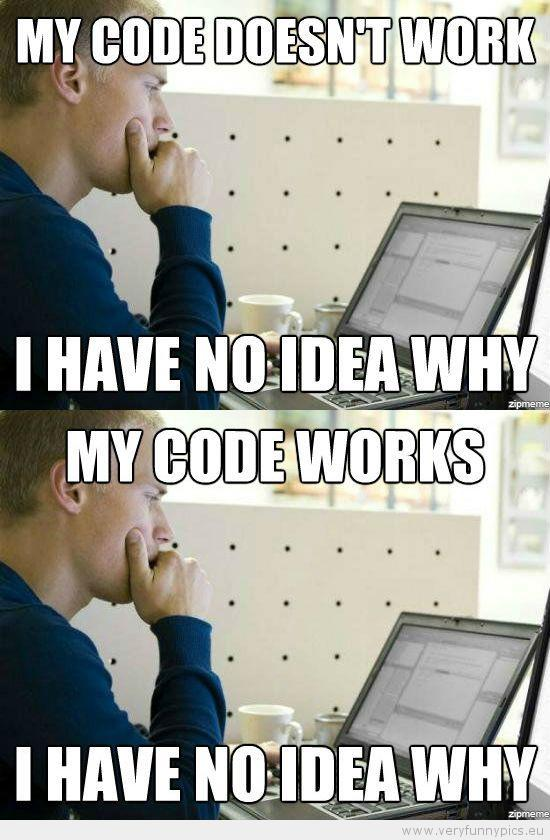 MY CODE DOESN'T WORK
I HAVE NO IDEA WHY
zipmeme
MY CODE WORKS
I HAVE NO IDEA WHY
zipmeme
www.veryfunnypics.eu